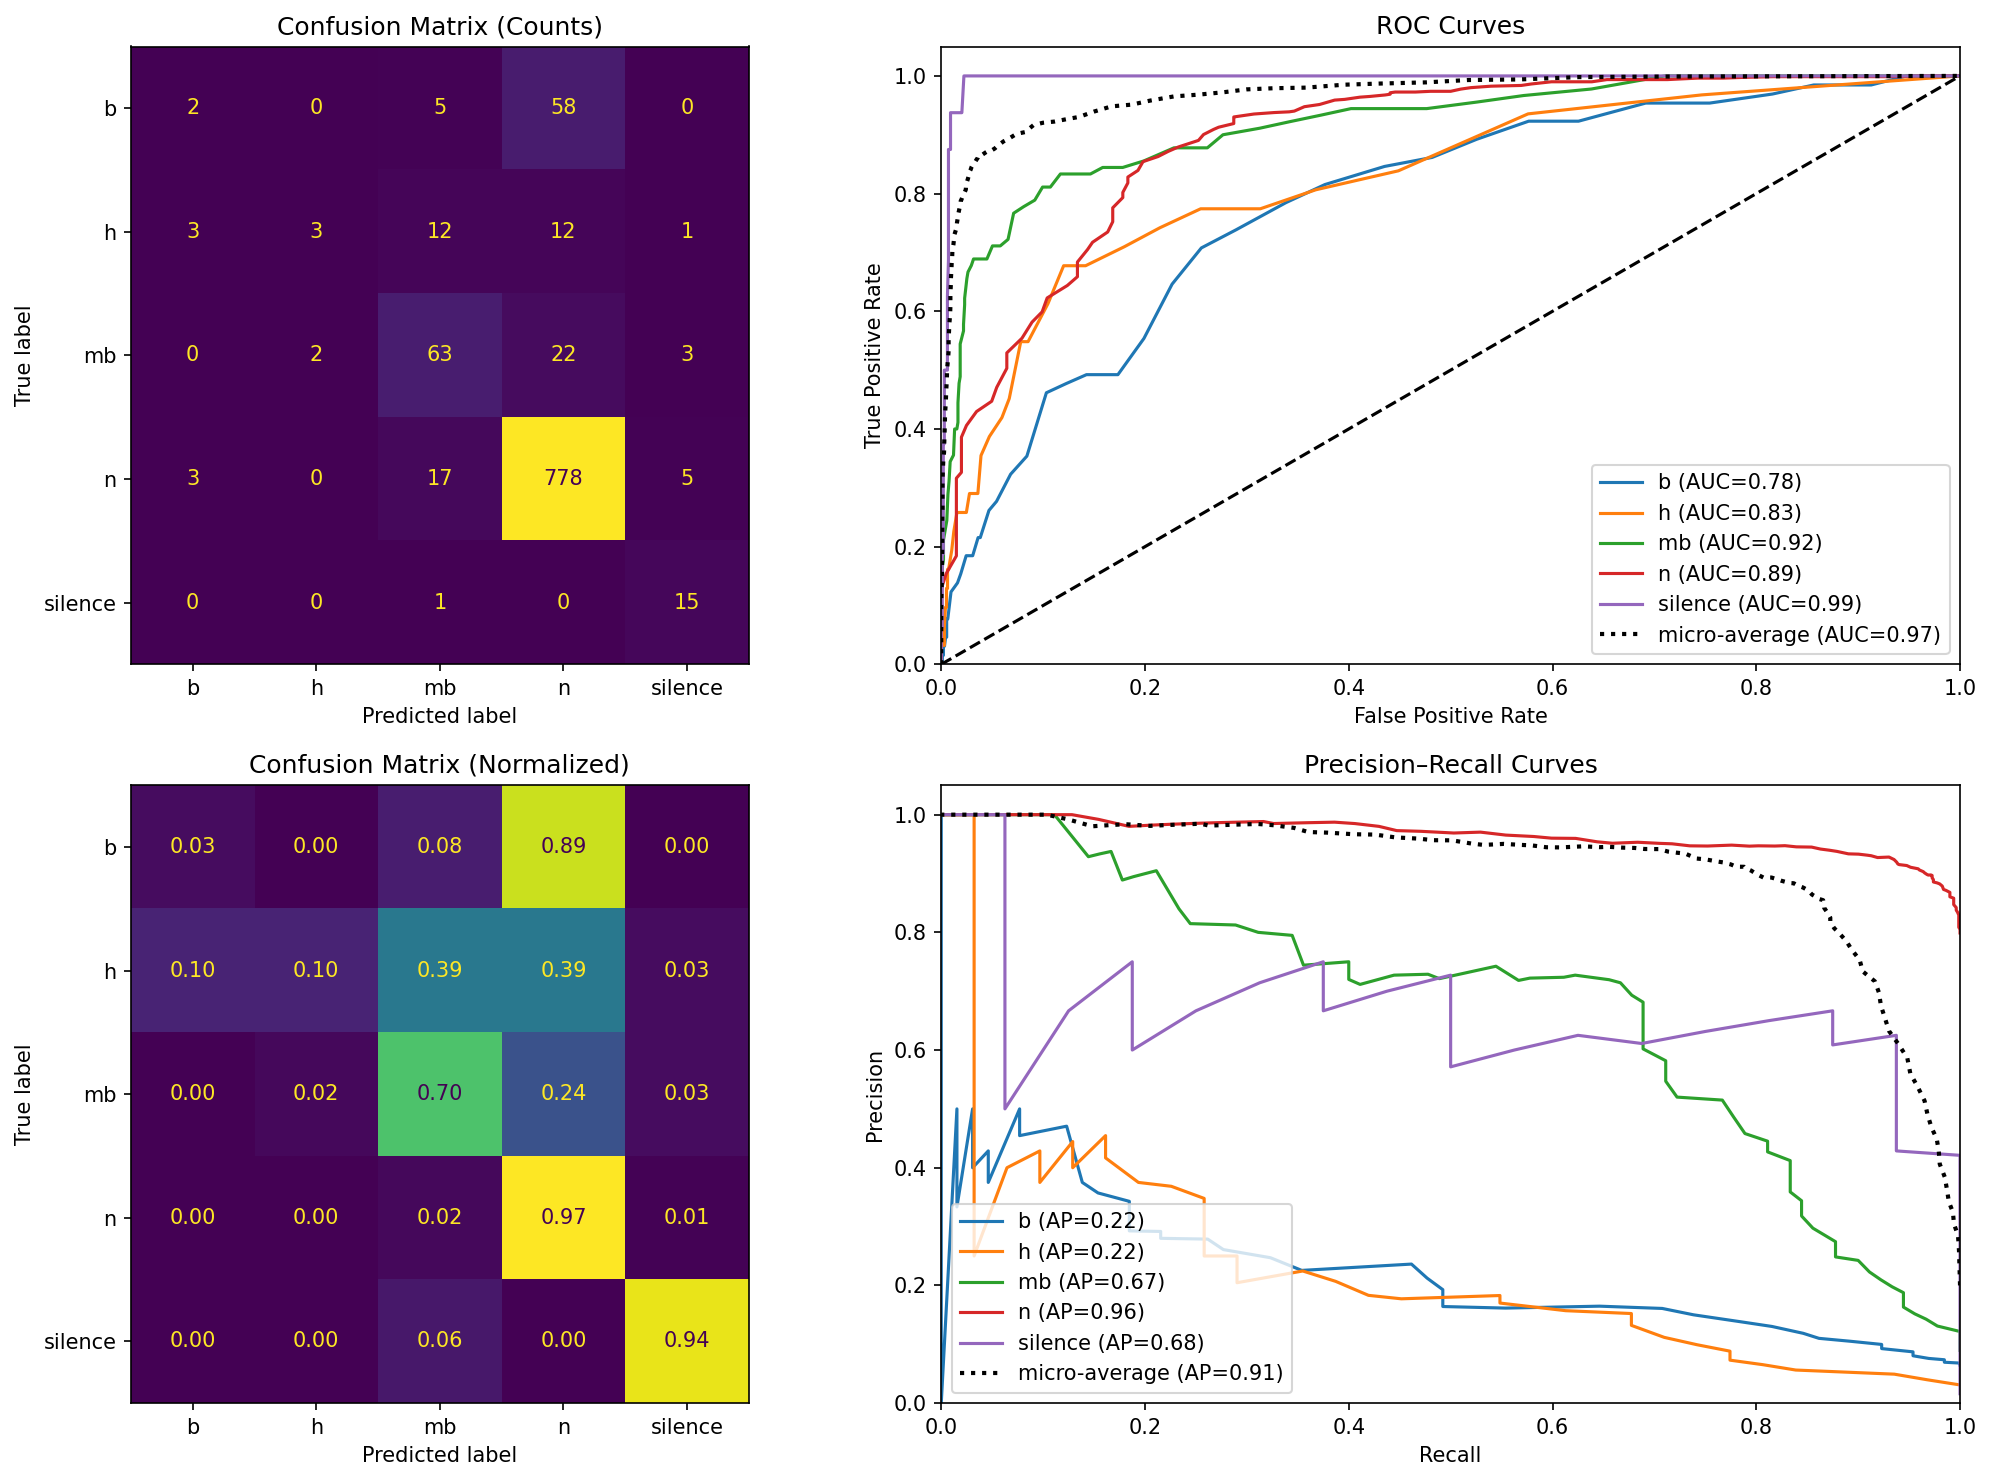 Confusion Matrix (Counts)
True label
b 2 0 5 58 0
h 3 3 12 12 1
mb 0 2 63 22 3
n 3 0 17 778 5
silence 0 0 1 0 15
b h mb n silence
Predicted label
ROC Curves
True Positive Rate
1.0
0.8
0.6
0.4
0.2
0.0
b (AUC=0.78)
h (AUC=0.83)
mb (AUC=0.92)
n (AUC=0.89)
silence (AUC=0.99)
micro-average (AUC=0.97)
0.0 0.2 0.4 0.6 0.8 1.0
False Positive Rate
Confusion Matrix (Normalized)
True label
b 0.03 0.00 0.08 0.89 0.00
h 0.10 0.10 0.39 0.39 0.03
mb 0.00 0.02 0.70 0.24 0.03
n 0.00 0.00 0.02 0.97 0.01
silence 0.00 0.00 0.06 0.00 0.94
b h mb n silence
Predicted label
Precision–Recall Curves
Precision
1.0
0.8
0.6
0.4
0.2
0.0
b (AP=0.22)
h (AP=0.22)
mb (AP=0.67)
n (AP=0.96)
silence (AP=0.68)
micro-average (AP=0.91)
0.0 0.2 0.4 0.6 0.8 1.0
Recall